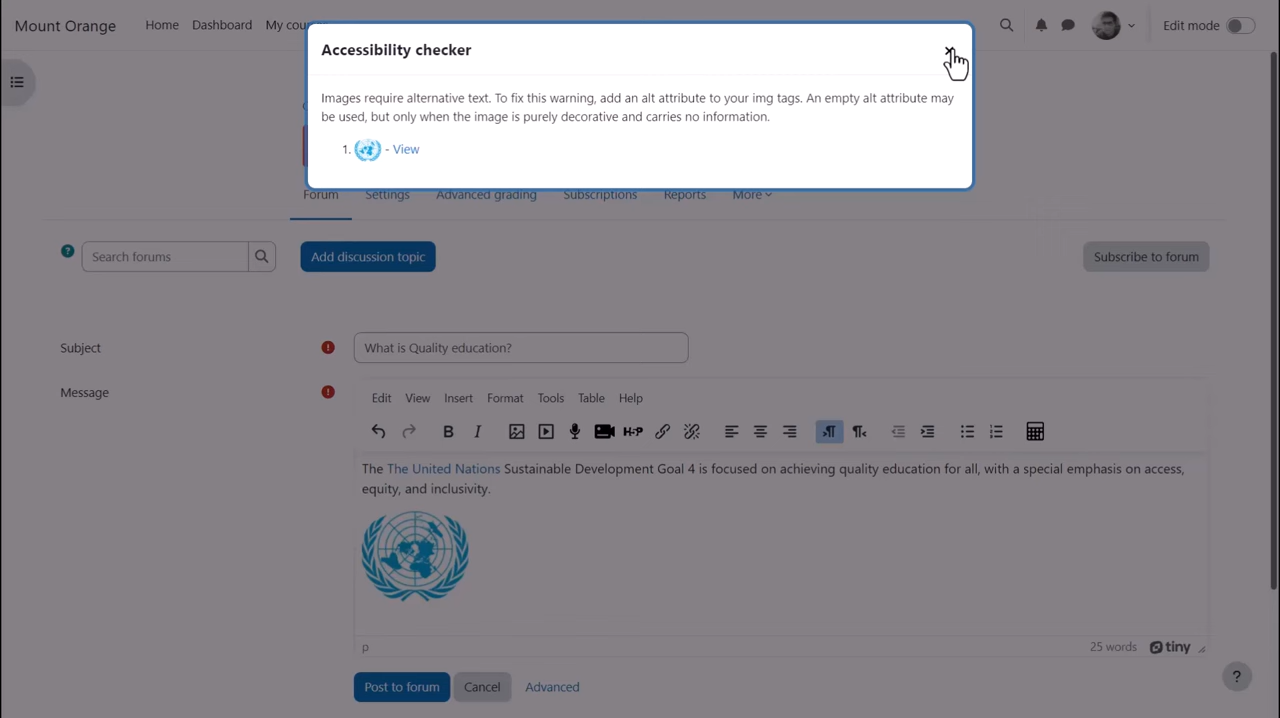 Mount Orange
Home
Dashboard
My cou
Edit mode
Accessibility checker
Images require alternative text. To fix this warning, add an alt attribute to your img tags. An empty alt attribute may
be used, but only when the image is purely decorative and carries no information.
1. - View
Forum
Settings
Advanced grading
Subscriptions
Reports
More
?
Search forums
Add discussion topic
Subscribe to forum
Subject
!
What is Quality education?
Message
!
Edit
View
Insert
Format
Tools
Table
Help
B
I
H-P
The The United Nations Sustainable Development Goal 4 is focused on achieving quality education for all, with a special emphasis on access,
equity, and inclusivity.
p
25 words
tiny
Post to forum
Cancel
Advanced
?